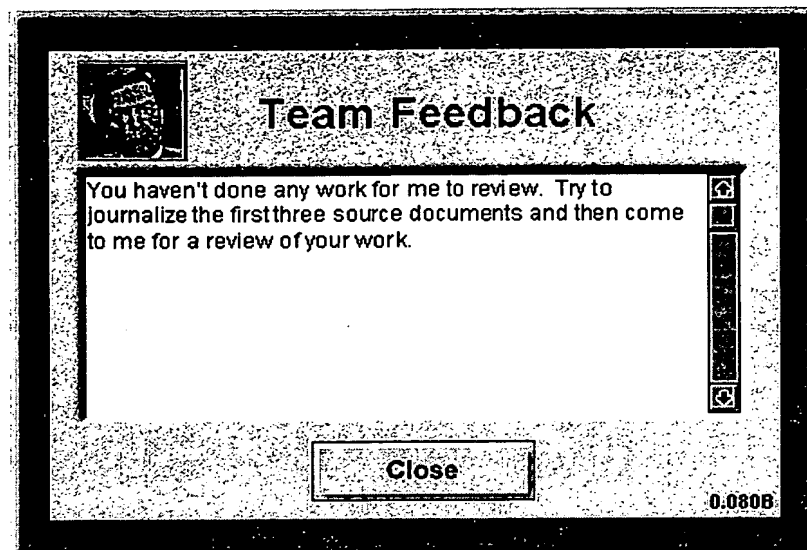 Team Feedback
You haven't done any work for me to review. Try to
journalize the first three source documents and then come
to me for a review of your work.
Close
0.080B